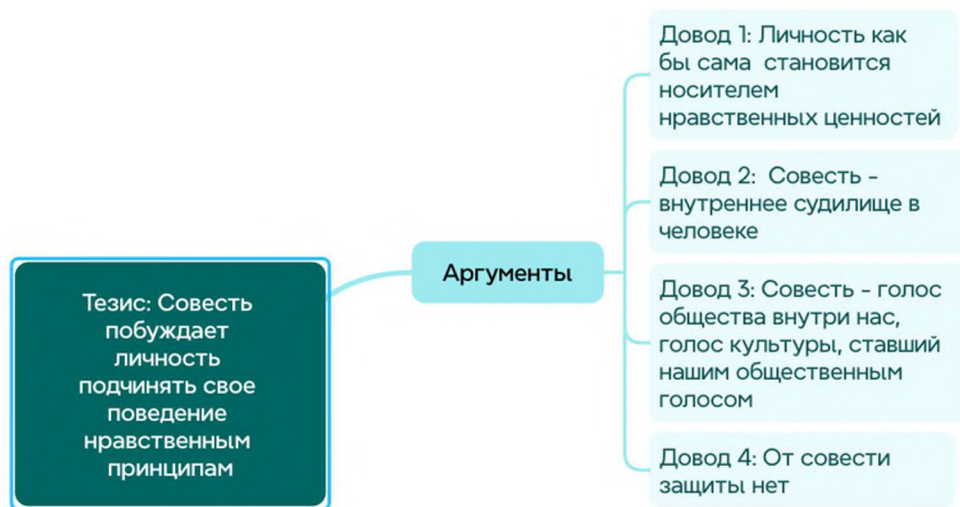 Тезис: Совесть
побуждает
личность
подчинять свое
поведение
нравственным
принципам
Аргументы
Довод 1: Личность как
бы сама становится
носителем
нравственных ценностей
Довод 2: Совесть -
внутреннее судилище в
человеке
Довод 3: Совесть - голос
общества внутри нас,
голос культуры, ставший
нашим общественным
голосом
Довод 4: От совести
защиты нет